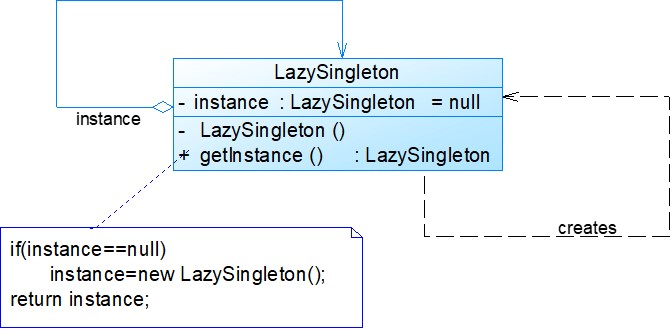 LazySingleton
- instance : LazySingleton = null
- LazySingleton ()
+ getInstance () : LazySingleton
instance
creates
if(instance==null)
instance=new LazySingleton();
return instance;